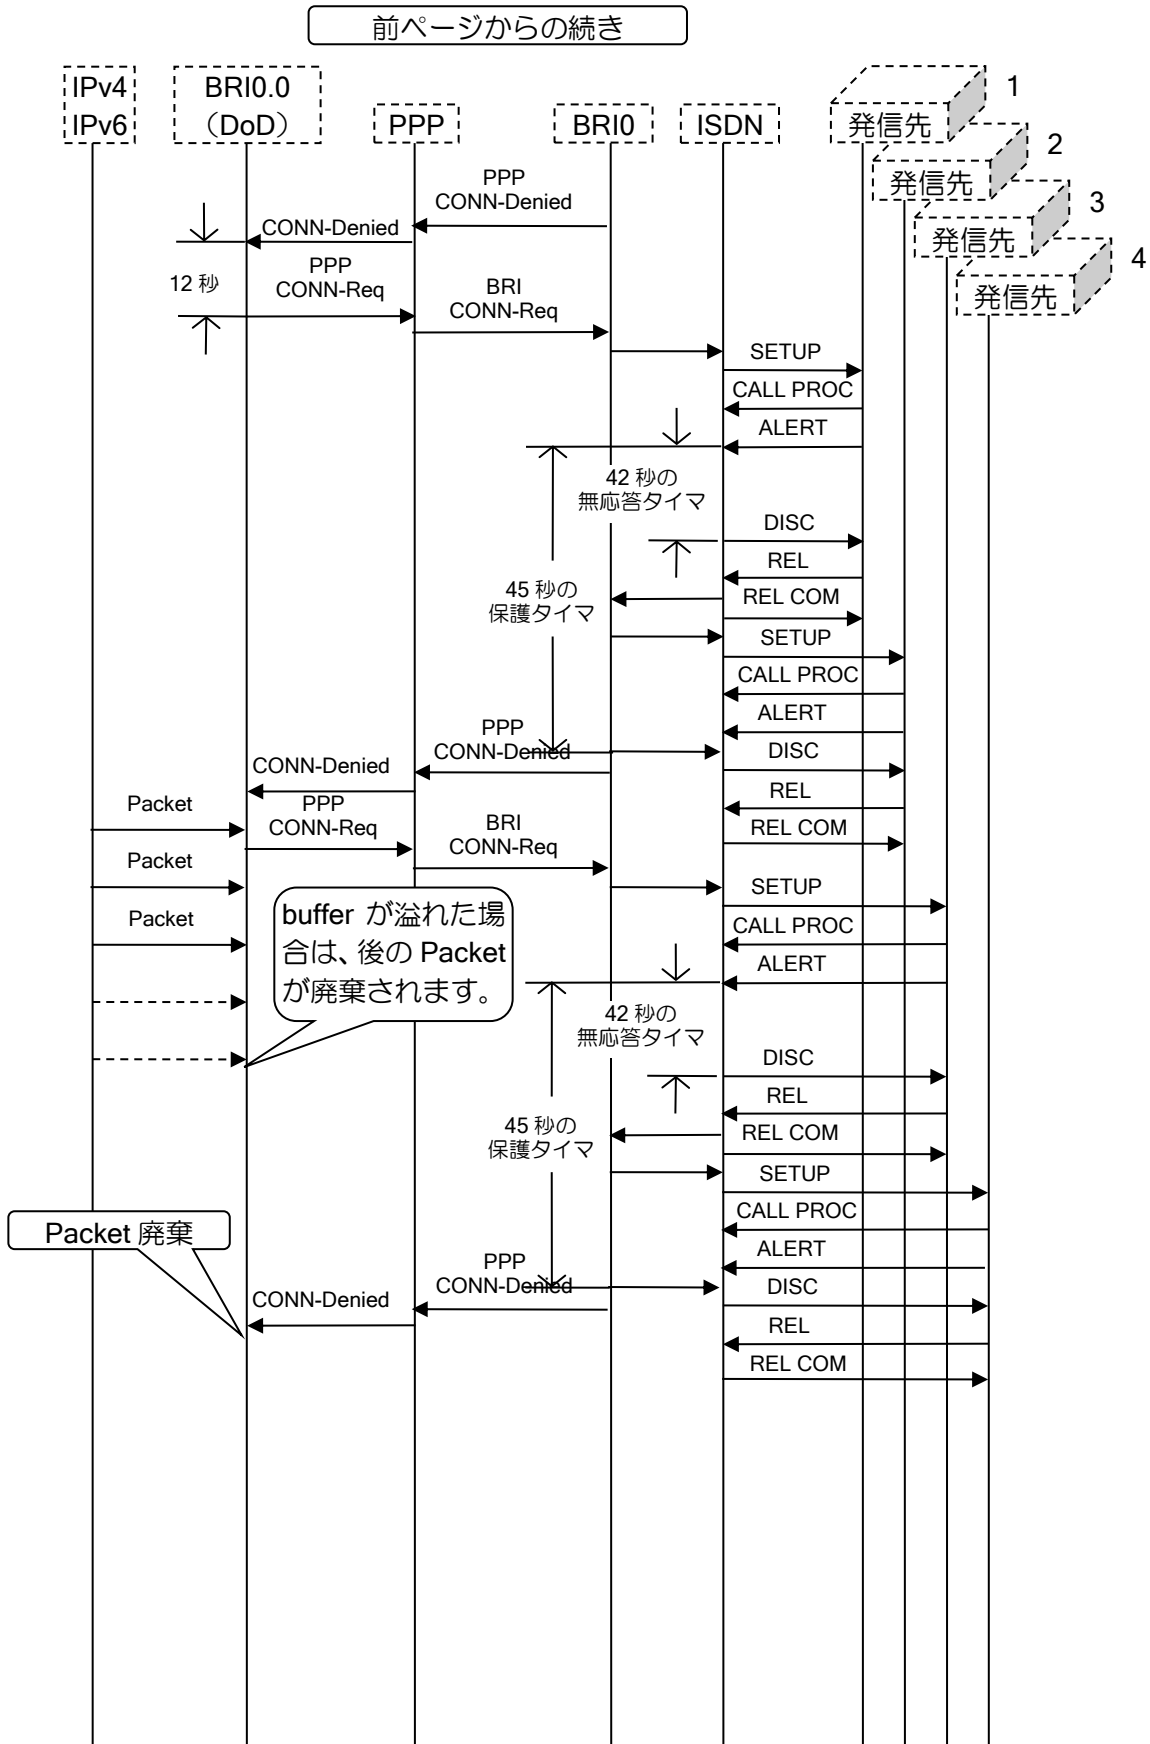 前ページからの続き
IPv4
IPv6
BRI0.0
（DoD）
PPP
BRI0
ISDN
発信先
1
発信先
2
発信先
3
発信先
4
PPP
CONN-Denied
CONN-Denied
12 秒
PPP
CONN-Req
BRI
CONN-Req
SETUP
CALL PROC
ALERT
42 秒の
無応答タイマ
DISC
REL
45 秒の
保護タイマ
REL COM
SETUP
CALL PROC
ALERT
PPP
CONN-Denied
DISC
CONN-Denied
REL
Packet
PPP
CONN-Req
BRI
CONN-Req
REL COM
Packet
SETUP
Packet
buffer が溢れた場
合は、後の Packet
が廃棄されます。
CALL PROC
ALERT
42 秒の
無応答タイマ
DISC
REL
45 秒の
保護タイマ
REL COM
SETUP
CALL PROC
Packet 廃棄
ALERT
PPP
CONN-Denied
DISC
CONN-Denied
REL
REL COM